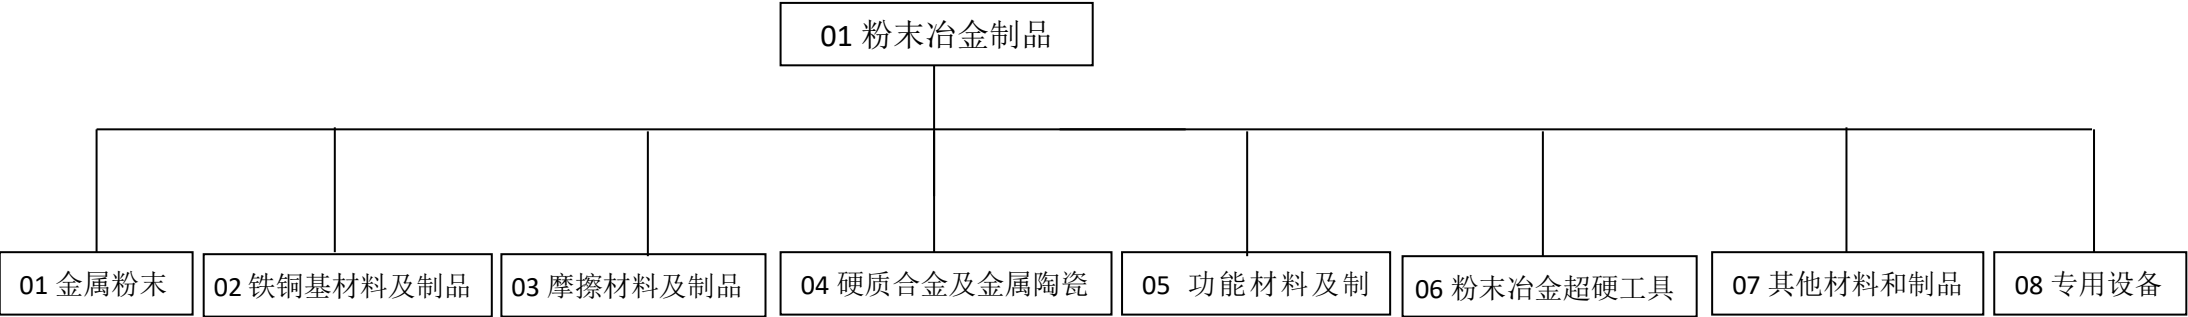 01 粉末冶金制品
01 金属粉末
02 铁铜基材料及制品
03 摩擦材料及制品
04 硬质合金及金属陶瓷
05 功能材料及制
06 粉末冶金超硬工具
07 其他材料和制品
08 专用设备